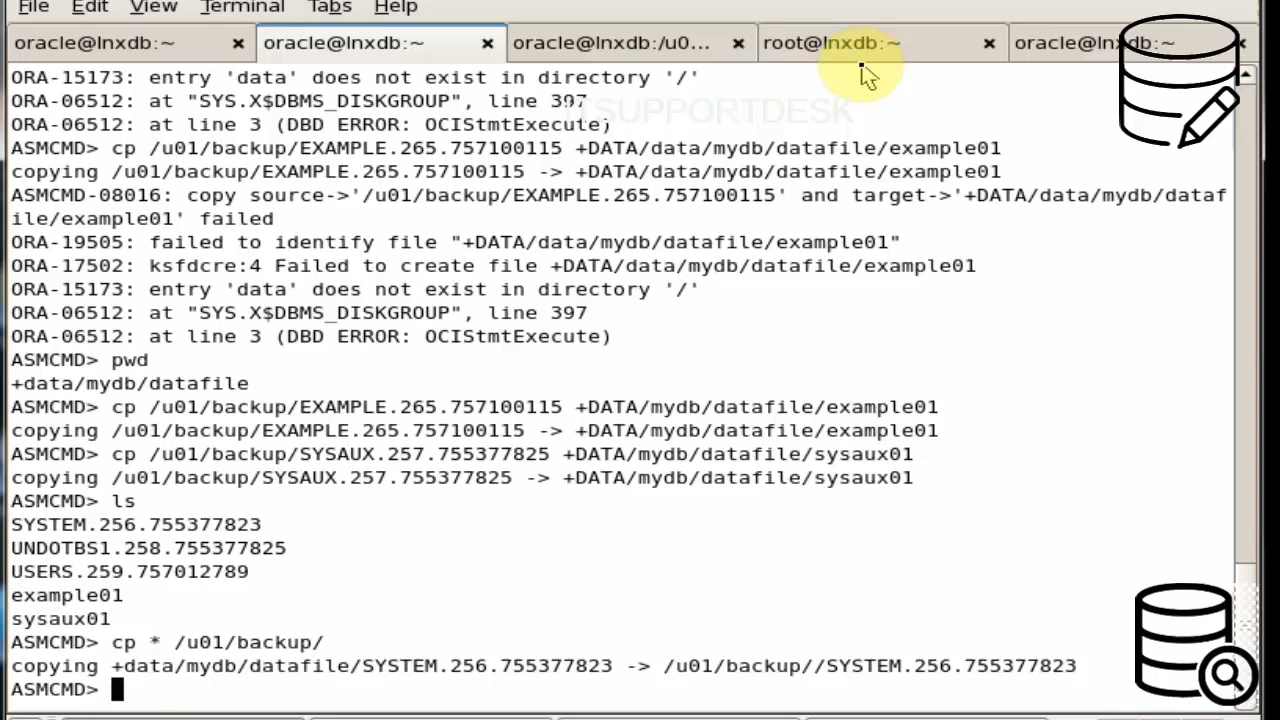 File Edit View Terminal Tabs Help
oracle@lnxdb:~ oracle@lnxdb:~ oracle@lnxdb:/u0... root@lnxdb:~ oracle@lnxdb:~
ORA-15173: entry 'data' does not exist in directory '/'
ORA-06512: at "SYS.X$DBMS_DISKGROUP", line 397
ITSUPPORTDESK
ORA-06512: at line 3 (DBD ERROR: OCIStmtExecute)
ASMCMD> cp /u01/backup/EXAMPLE.265.757100115 +DATA/data/mydb/datafile/example01
copying /u01/backup/EXAMPLE.265.757100115 -> +DATA/data/mydb/datafile/example01
ASMCMD-08016: copy source->'/u01/backup/EXAMPLE.265.757100115' and target->'+DATA/data/mydb/dataf
ile/example01' failed
ORA-19505: failed to identify file "+DATA/data/mydb/datafile/example01"
ORA-17502: ksfdcre:4 Failed to create file +DATA/data/mydb/datafile/example01
ORA-15173: entry 'data' does not exist in directory '/'
ORA-06512: at "SYS.X$DBMS_DISKGROUP", line 397
ORA-06512: at line 3 (DBD ERROR: OCIStmtExecute)
ASMCMD> pwd
+data/mydb/datafile
ASMCMD> cp /u01/backup/EXAMPLE.265.757100115 +DATA/mydb/datafile/example01
copying /u01/backup/EXAMPLE.265.757100115 -> +DATA/mydb/datafile/example01
ASMCMD> cp /u01/backup/SYSAUX.257.755377825 +DATA/mydb/datafile/sysaux01
copying /u01/backup/SYSAUX.257.755377825 -> +DATA/mydb/datafile/sysaux01
ASMCMD> ls
SYSTEM.256.755377823
UNDOTBS1.258.755377825
USERS.259.757012789
example01
sysaux01
ASMCMD> cp * /u01/backup/
copying +data/mydb/datafile/SYSTEM.256.755377823 -> /u01/backup//SYSTEM.256.755377823
ASMCMD>